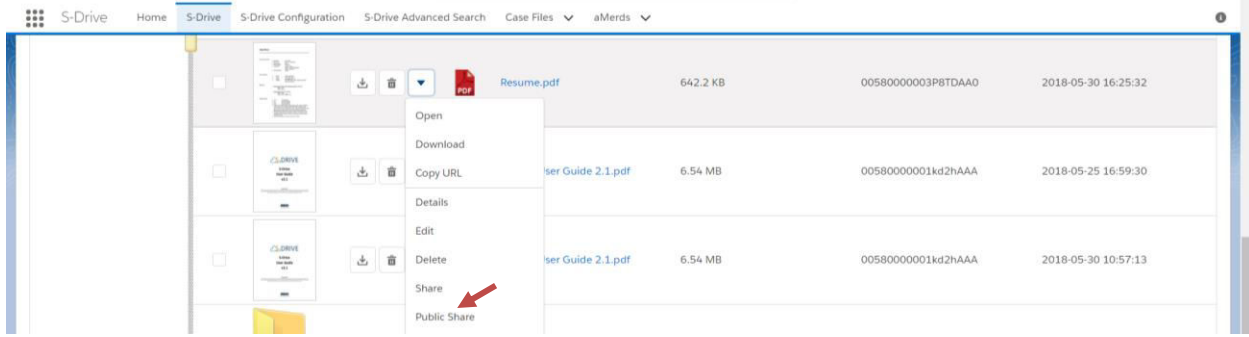 S-Drive Home S-Drive S-Drive Configuration S-Drive Advanced Search Case Files aMerds
PDF Resume.pdf 642.2 KB 00580000003P8TDAA0 2018-05-30 16:25:32
Open
Download
DRIVE
Copy URL ser Guide 2.1.pdf 6.54 MB 00580000001kd2hAAA 2018-05-25 16:59:30
Details
Edit
DRIVE
Delete ser Guide 2.1.pdf 6.54 MB 00580000001kd2hAAA 2018-05-30 10:57:13
Share
Public Share